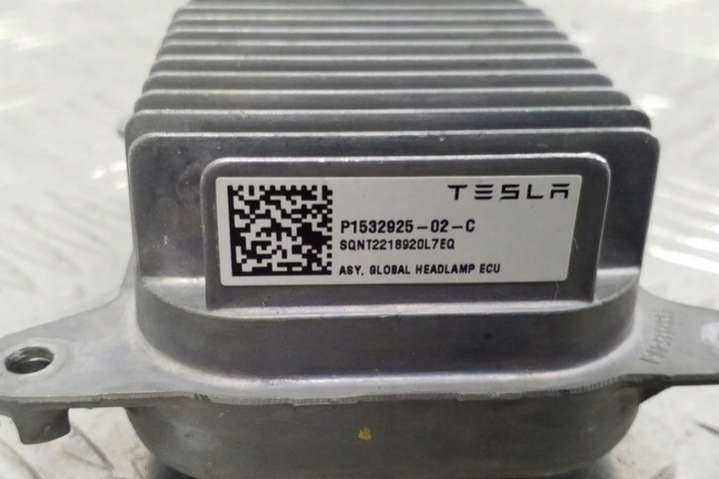 TESLA
P1532925-02-C
SQNT2218920L7EQ
ASY, GLOBAL HEADLAMP ECU